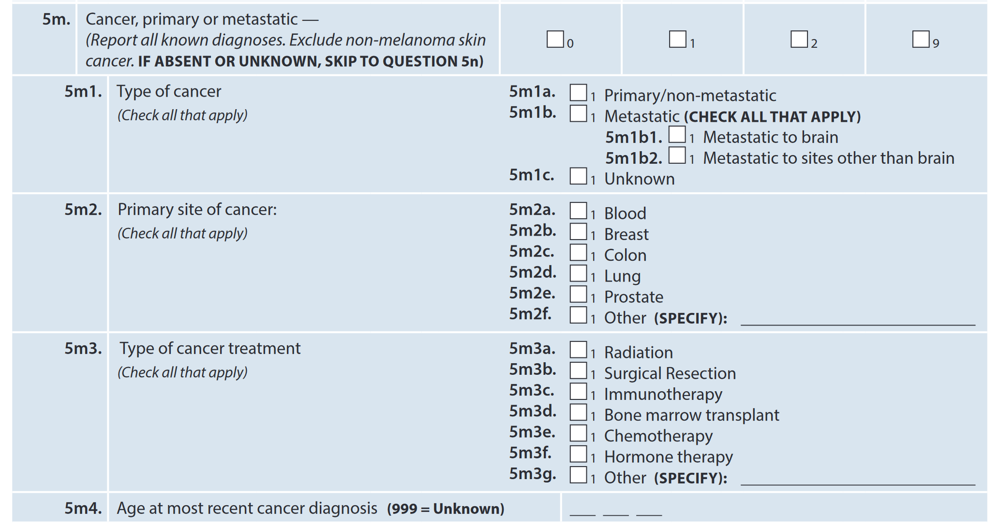 5m. Cancer, primary or metastatic —
(Report all known diagnoses. Exclude non-melanoma skin
cancer. IF ABSENT OR UNKNOWN, SKIP TO QUESTION 5n)
0 1 2 9
5m1. Type of cancer
(Check all that apply)
5m1a. 1 Primary/non-metastatic
5m1b. 1 Metastatic (CHECK ALL THAT APPLY)
5m1b1. 1 Metastatic to brain
5m1b2. 1 Metastatic to sites other than brain
5m1c. 1 Unknown
5m2. Primary site of cancer:
(Check all that apply)
5m2a. 1 Blood
5m2b. 1 Breast
5m2c. 1 Colon
5m2d. 1 Lung
5m2e. 1 Prostate
5m2f. 1 Other (SPECIFY):
5m3. Type of cancer treatment
(Check all that apply)
5m3a. 1 Radiation
5m3b. 1 Surgical Resection
5m3c. 1 Immunotherapy
5m3d. 1 Bone marrow transplant
5m3e. 1 Chemotherapy
5m3f. 1 Hormone therapy
5m3g. 1 Other (SPECIFY):
5m4. Age at most recent cancer diagnosis (999 = Unknown)